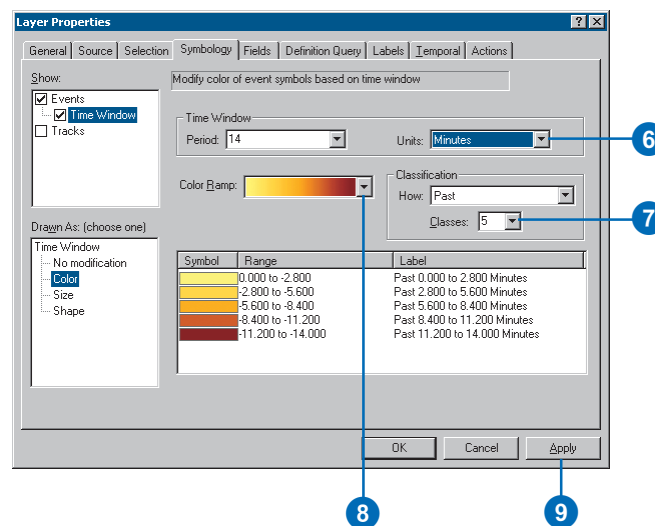 Layer Properties
General Source Selection Symbology Fields Definition Query Labels Temporal Actions
Show:
Events
Time Window
Tracks
Modify color of event symbols based on time window
Time Window
Period: 14
Units: Minutes
6
Color Ramp:
Classification
How: Past
Classes: 5
7
Drawn As: (choose one)
Time Window
No modification
Color
Size
Shape
Symbol Range Label
0.000 to -2.800 Past 0.000 to 2.800 Minutes
-2.800 to -5.600 Past 2.800 to 5.600 Minutes
-5.600 to -8.400 Past 5.600 to 8.400 Minutes
-8.400 to -11.200 Past 8.400 to 11.200 Minutes
-11.200 to -14.000 Past 11.200 to 14.000 Minutes
OK Cancel Apply
8 9